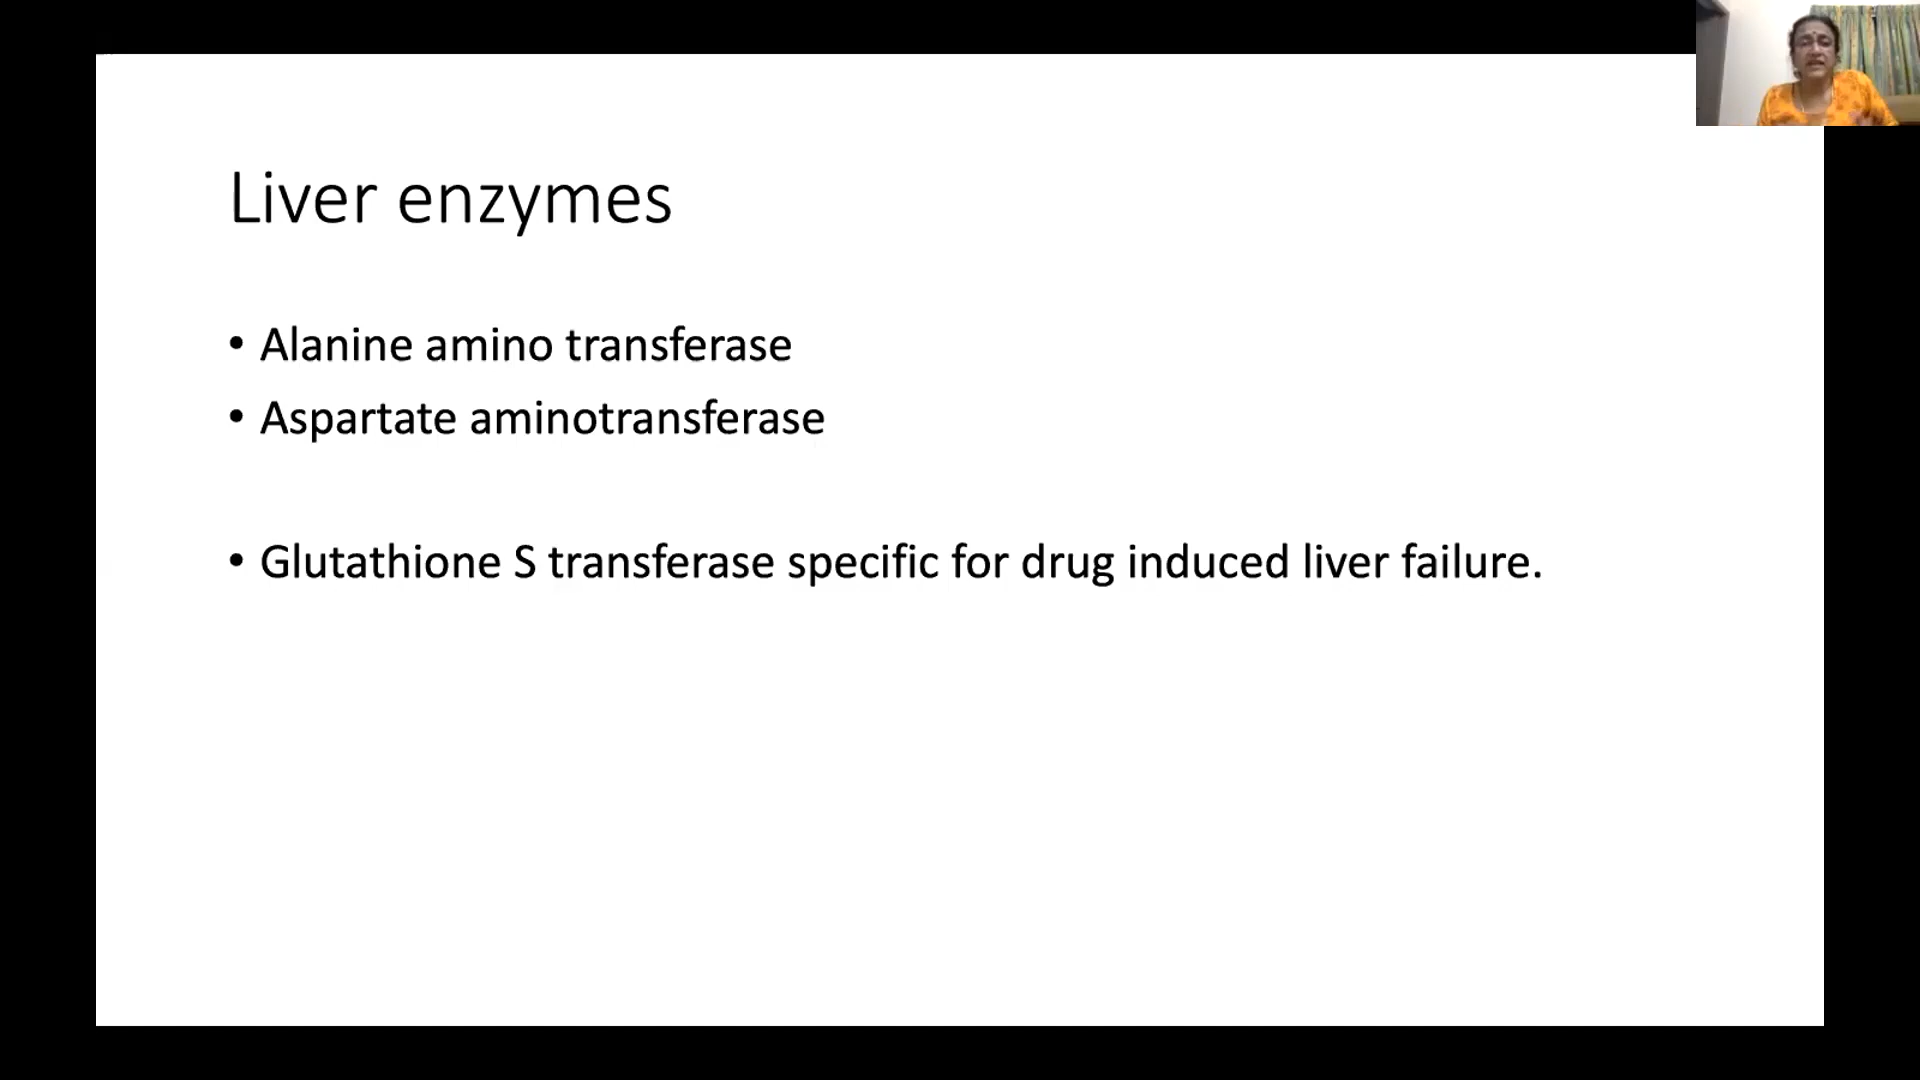 Liver enzymes
• Alanine amino transferase
• Aspartate aminotransferase
• Glutathione S transferase specific for drug induced liver failure.